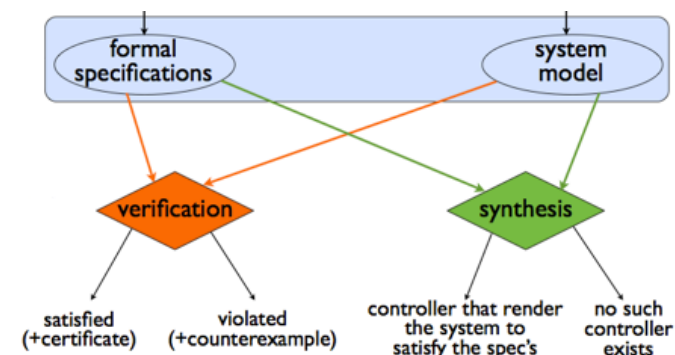 formal
specifications
system
model
verification
synthesis
satisfied
(+certificate)
violated
(+counterexample)
controller that render
the system to
satisfy the spec's
no such
controller
exists